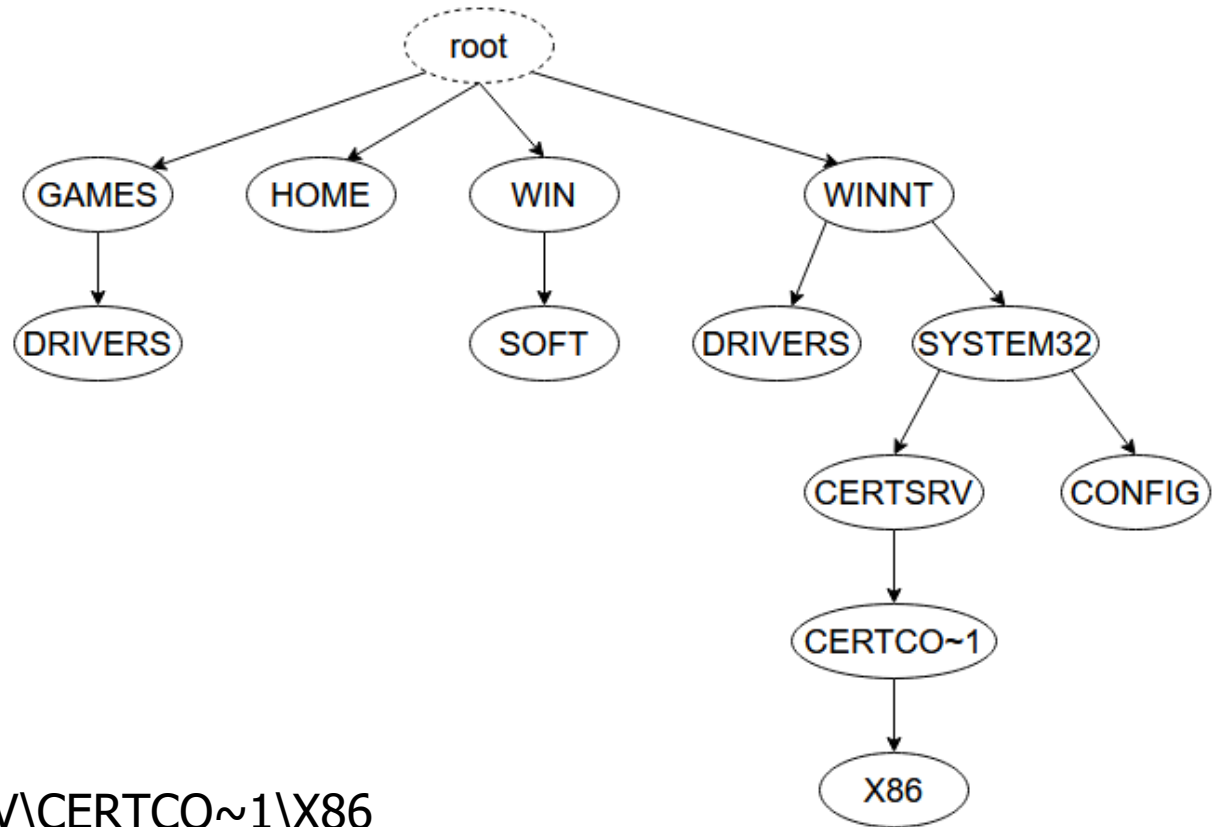 root
GAMES HOME WIN WINNT
DRIVERS SOFT DRIVERS SYSTEM32
CERTSRV CONFIG
CERTCO~1
X86
\CERTCO~1\X86